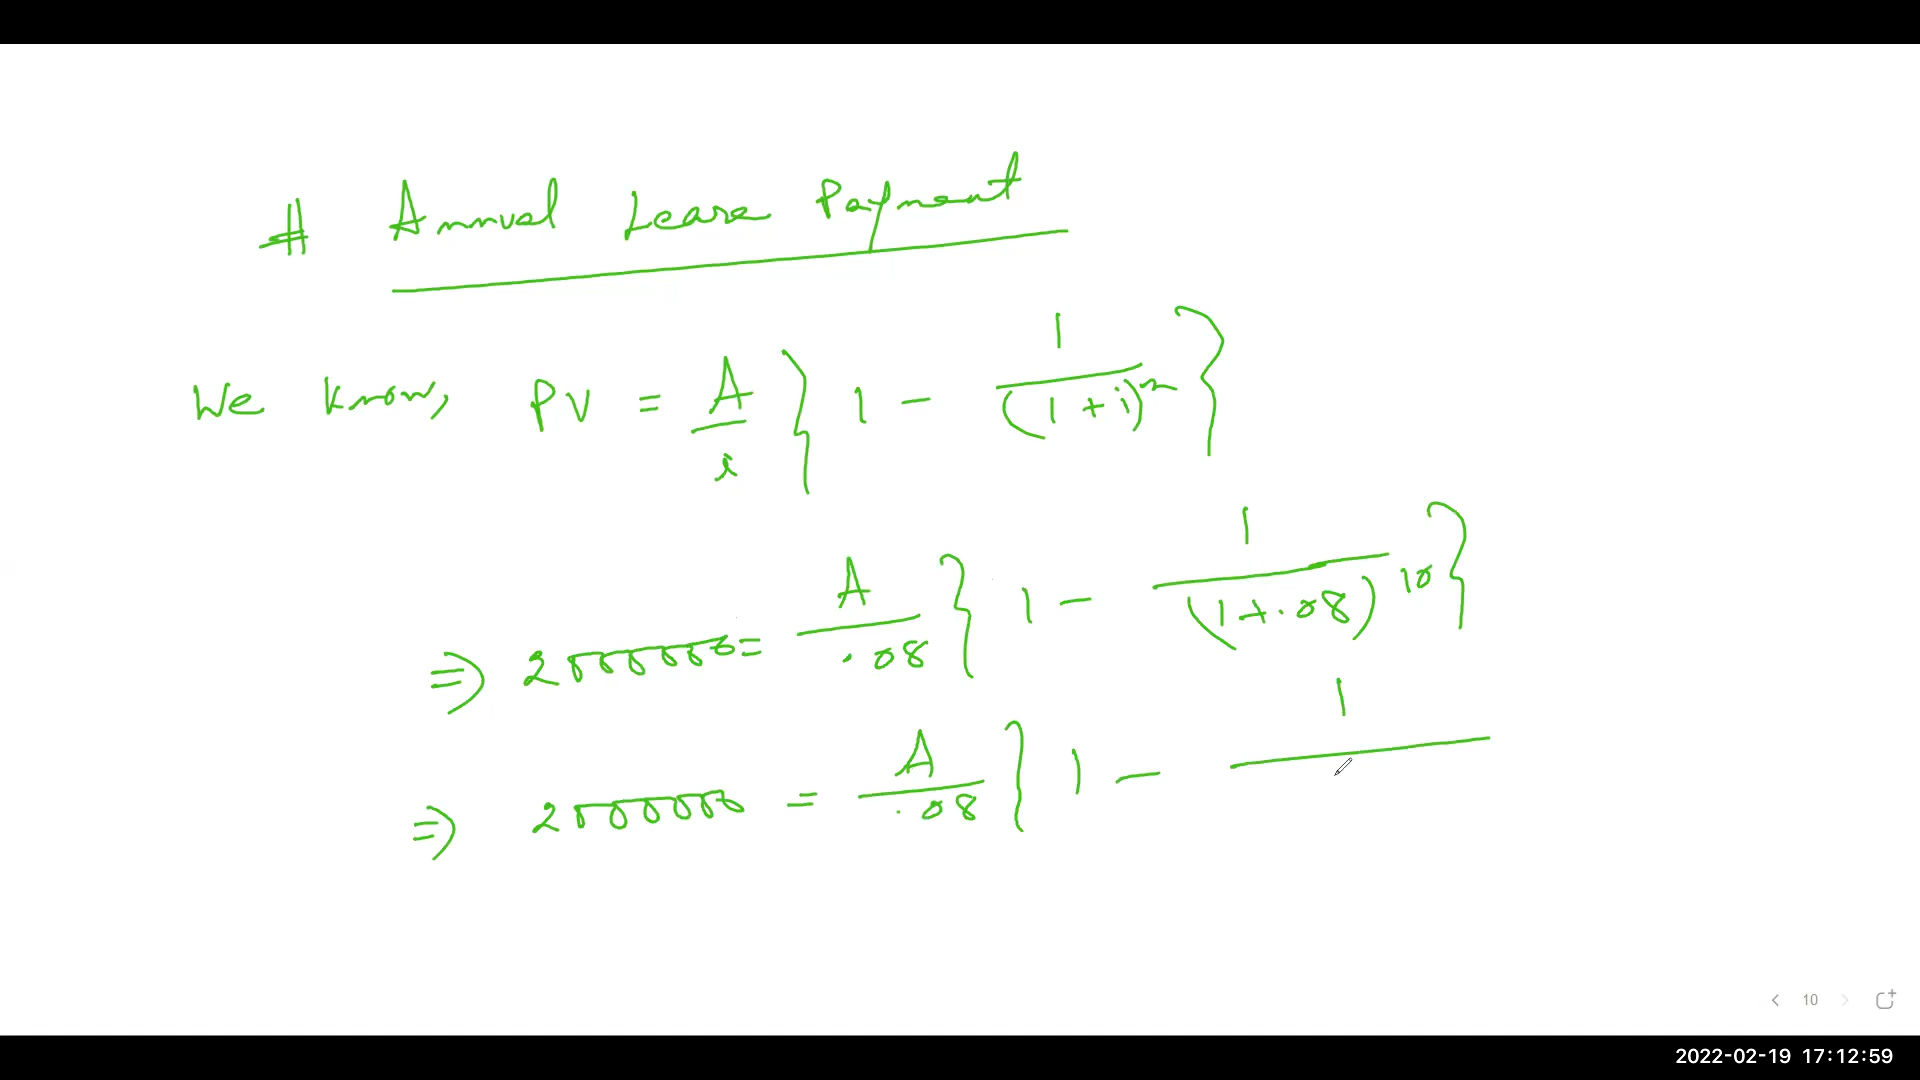 # Annual Lease Payment
We know, PV = A/i { 1 - 1/(1+i)^n }
⇒ 2000000 = A/.08 { 1 - 1/(1+.08)^10 }
⇒ 2000000 = A/.08 { 1 - 1/
10
2022-02-19 17:12:59